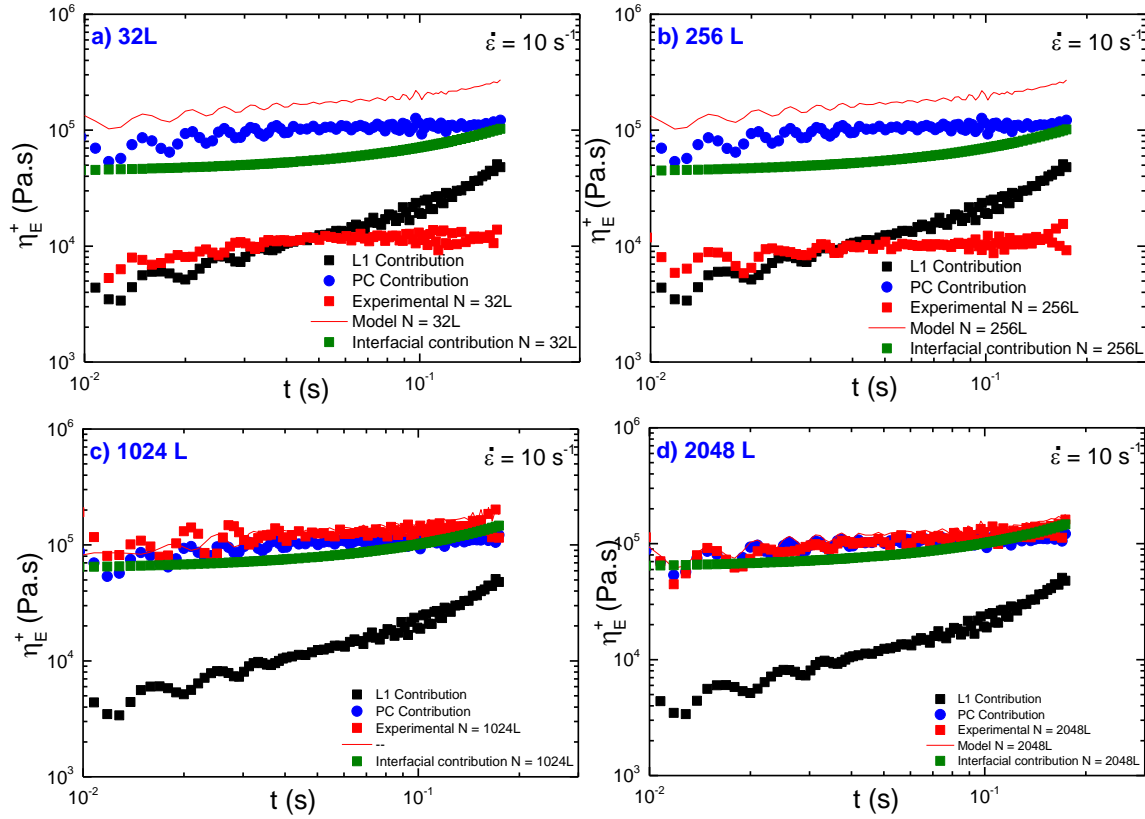 a) 32L
ε̇ = 10 s⁻¹
10⁶
10⁵
10⁴
10³
η_E⁺ (Pa.s)
L1 Contribution
PC Contribution
Experimental N = 32L
Model N = 32L
Interfacial contribution N = 32L
10⁻²
10⁻¹
t (s)
b) 256 L
ε̇ = 10 s⁻¹
10⁶
10⁵
10⁴
10³
η_E⁺ (Pa.s)
L1 Contribution
PC Contribution
Experimental N = 256L
Model N = 256L
Interfacial contribution N = 256L
10⁻²
10⁻¹
t (s)
c) 1024 L
ε̇ = 10 s⁻¹
10⁶
10⁵
10⁴
10³
η_E⁺ (Pa.s)
L1 Contribution
PC Contribution
Experimental N = 1024L
--
Interfacial contribution N = 1024L
10⁻²
10⁻¹
t (s)
d) 2048 L
ε̇ = 10 s⁻¹
10⁶
10⁵
10⁴
10³
η_E⁺ (Pa.s)
L1 Contribution
PC Contribution
Experimental N = 2048L
Model N = 2048L
Interfacial contribution N = 2048L
10⁻²
10⁻¹
t (s)